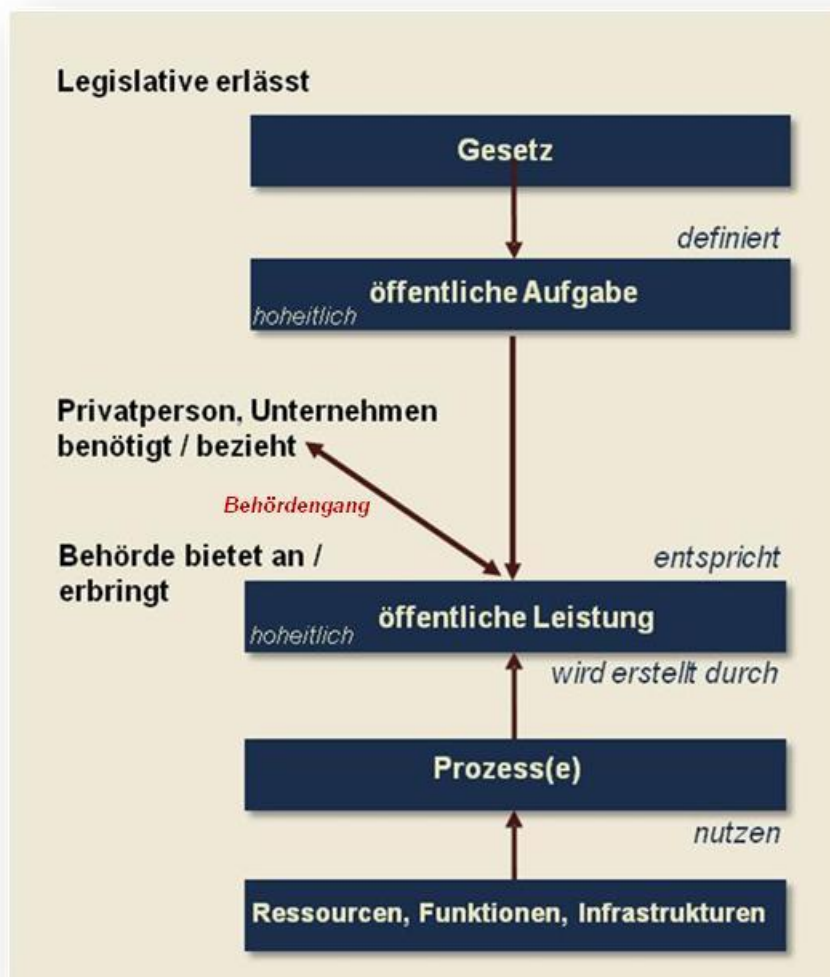 Legislative erlässt
Gesetz
definiert
öffentliche Aufgabe
hoheitlich
Privatperson, Unternehmen
benötigt / bezieht
Behördengang
Behörde bietet an /
erbringt
entspricht
öffentliche Leistung
hoheitlich
wird erstellt durch
Prozess(e)
nutzen
Ressourcen, Funktionen, Infrastrukturen